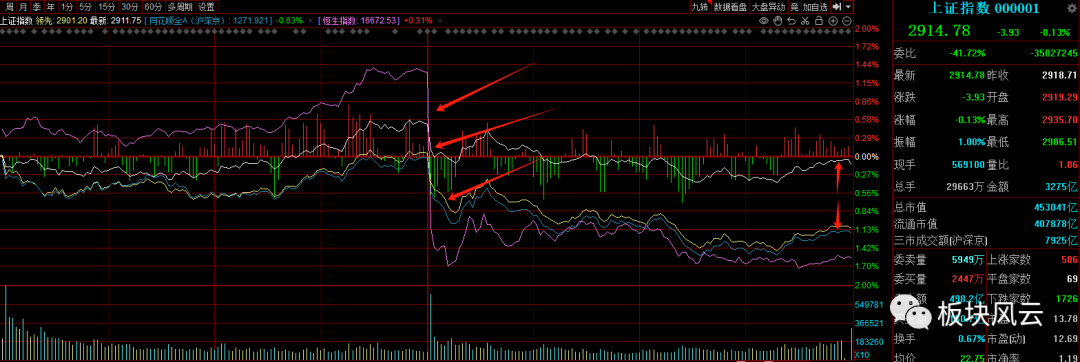 周 月 季 年 1分 5分 15分 30分 60分 多周期 设置
九转 数据看盘 大盘异动 竞 加自选
上证指数 领先: 2901.20 最新: 2911.75 [同花顺全A (沪深京): 1271.921] -0.63% × [恒生指数: 16672.53] +0.31% ×
2.00%
1.72%
1.44%
1.15%
0.86%
0.58%
0.29%
0.00%
0.27%
0.56%
0.84%
1.13%
1.42%
1.70%
2.00%
549781
366521
183260
X10
上证指数 000001
2914.78 -3.93 -0.13%
委比 -41.72% -35027245
最新 2914.78 昨收 2918.71
涨跌 -3.93 开盘 2919.29
涨幅 -0.13% 最高 2935.70
振幅 1.00% 最低 2906.51
现手 569100 量比 1.06
总手 29663万 金额 3275亿
总市值 453041亿
流通市值 407878亿
三市成交额(沪深京) 7925亿
委卖量 5949万 上涨家数 506
委买量 2447万 平盘家数 69
498.2亿 下跌家数 1726
13.78
换手 0.67% 市盈(动) 12.69
均价 22.75 市净率 1.19
板块风云